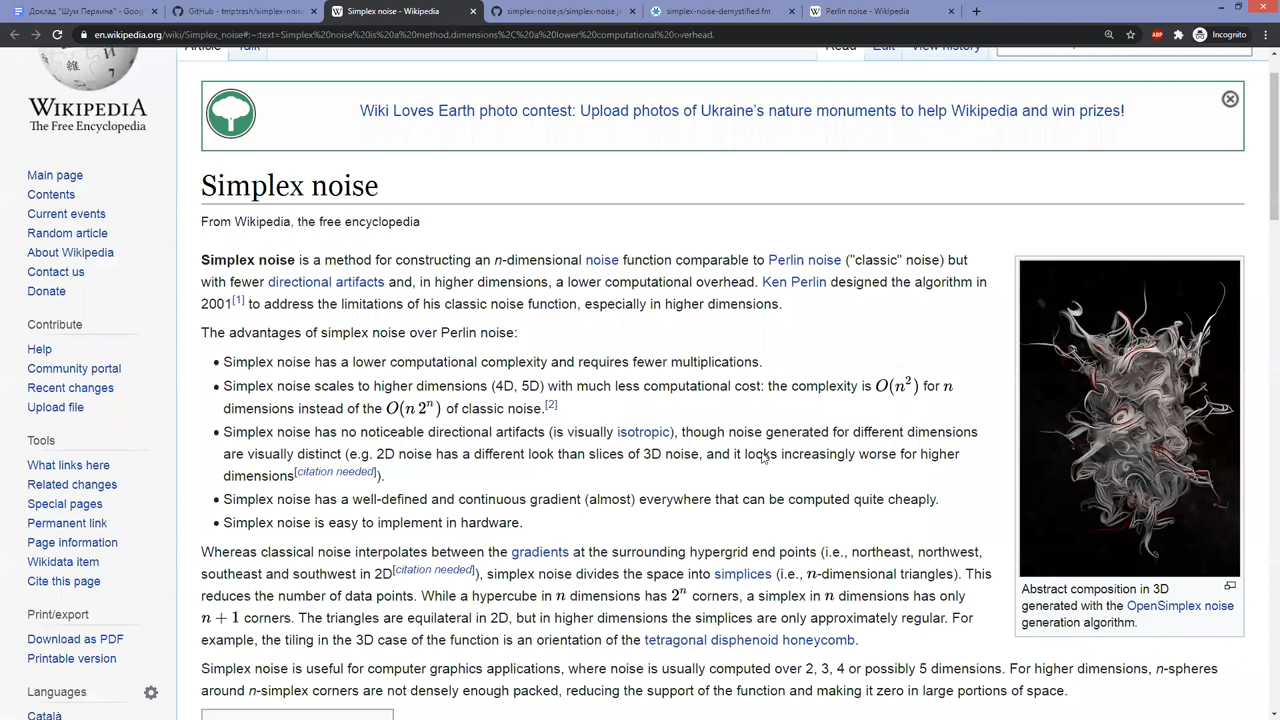 Доклад "Шум Перлина" - Goog
GitHub - tmptrash/simplex-noise
Simplex noise - Wikipedia
simplex-noise.js/simplex-noise.js
simplex-noise-demystified.fm
Perlin noise - Wikipedia
en.wikipedia.org/wiki/Simplex_noise#:~:text=Simplex%20noise%20is%20a%20method,dimensions%2C%20a%20lower%20computational%20overhead.
ABP
Incognito
Article Talk
Read Edit View history
WIKIPEDIA
The Free Encyclopedia
Main page
Contents
Current events
Random article
About Wikipedia
Contact us
Donate
Contribute
Help
Community portal
Recent changes
Upload file
Tools
What links here
Related changes
Special pages
Permanent link
Page information
Wikidata item
Cite this page
Print/export
Download as PDF
Printable version
Languages
Català
Wiki Loves Earth photo contest: Upload photos of Ukraine's nature monuments to help Wikipedia and win prizes!
Simplex noise
From Wikipedia, the free encyclopedia
Simplex noise is a method for constructing an n-dimensional noise function comparable to Perlin noise ("classic" noise) but
with fewer directional artifacts and, in higher dimensions, a lower computational overhead. Ken Perlin designed the algorithm in
2001[1] to address the limitations of his classic noise function, especially in higher dimensions.
The advantages of simplex noise over Perlin noise:
• Simplex noise has a lower computational complexity and requires fewer multiplications.
• Simplex noise scales to higher dimensions (4D, 5D) with much less computational cost: the complexity is O(n²) for n
dimensions instead of the O(n 2ⁿ) of classic noise.[2]
• Simplex noise has no noticeable directional artifacts (is visually isotropic), though noise generated for different dimensions
are visually distinct (e.g. 2D noise has a different look than slices of 3D noise, and it looks increasingly worse for higher
dimensions[citation needed]).
• Simplex noise has a well-defined and continuous gradient (almost) everywhere that can be computed quite cheaply.
• Simplex noise is easy to implement in hardware.
Whereas classical noise interpolates between the gradients at the surrounding hypergrid end points (i.e., northeast, northwest,
southeast and southwest in 2D[citation needed]), simplex noise divides the space into simplices (i.e., n-dimensional triangles). This
reduces the number of data points. While a hypercube in n dimensions has 2ⁿ corners, a simplex in n dimensions has only
n + 1 corners. The triangles are equilateral in 2D, but in higher dimensions the simplices are only approximately regular. For
example, the tiling in the 3D case of the function is an orientation of the tetragonal disphenoid honeycomb.
Simplex noise is useful for computer graphics applications, where noise is usually computed over 2, 3, 4 or possibly 5 dimensions. For higher dimensions, n-spheres
around n-simplex corners are not densely enough packed, reducing the support of the function and making it zero in large portions of space.
Abstract composition in 3D
generated with the OpenSimplex noise
generation algorithm.